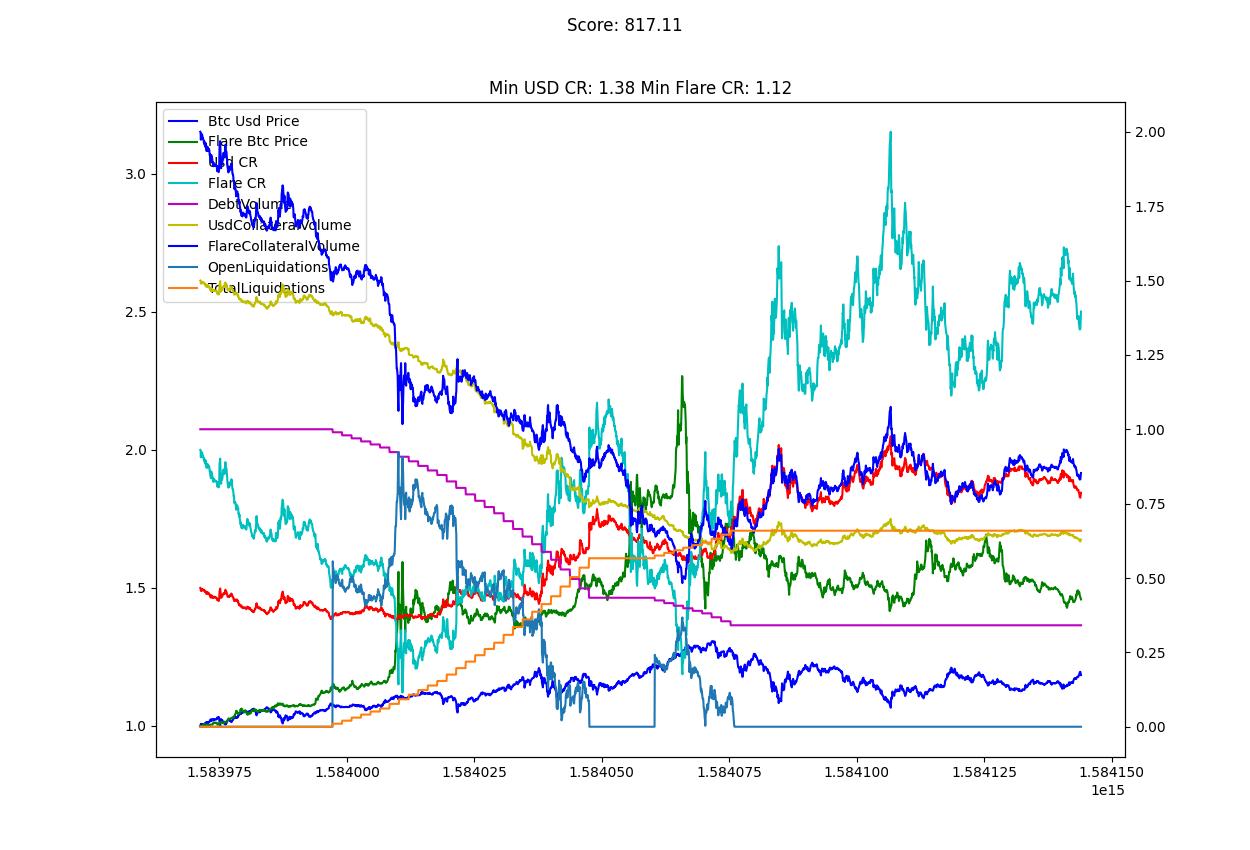 Score: 817.11
Min USD CR: 1.38 Min Flare CR: 1.12
Btc Usd Price
Flare Btc Price
Usd CR
Flare CR
DebtVolume
UsdCollateralVolume
FlareCollateralVolume
OpenLiquidations
TotalLiquidations
3.0
2.5
2.0
1.5
1.0
2.00
1.75
1.50
1.25
1.00
0.75
0.50
0.25
0.00
1.583975 1.584000 1.584025 1.584050 1.584075 1.584100 1.584125 1.584150
1e15